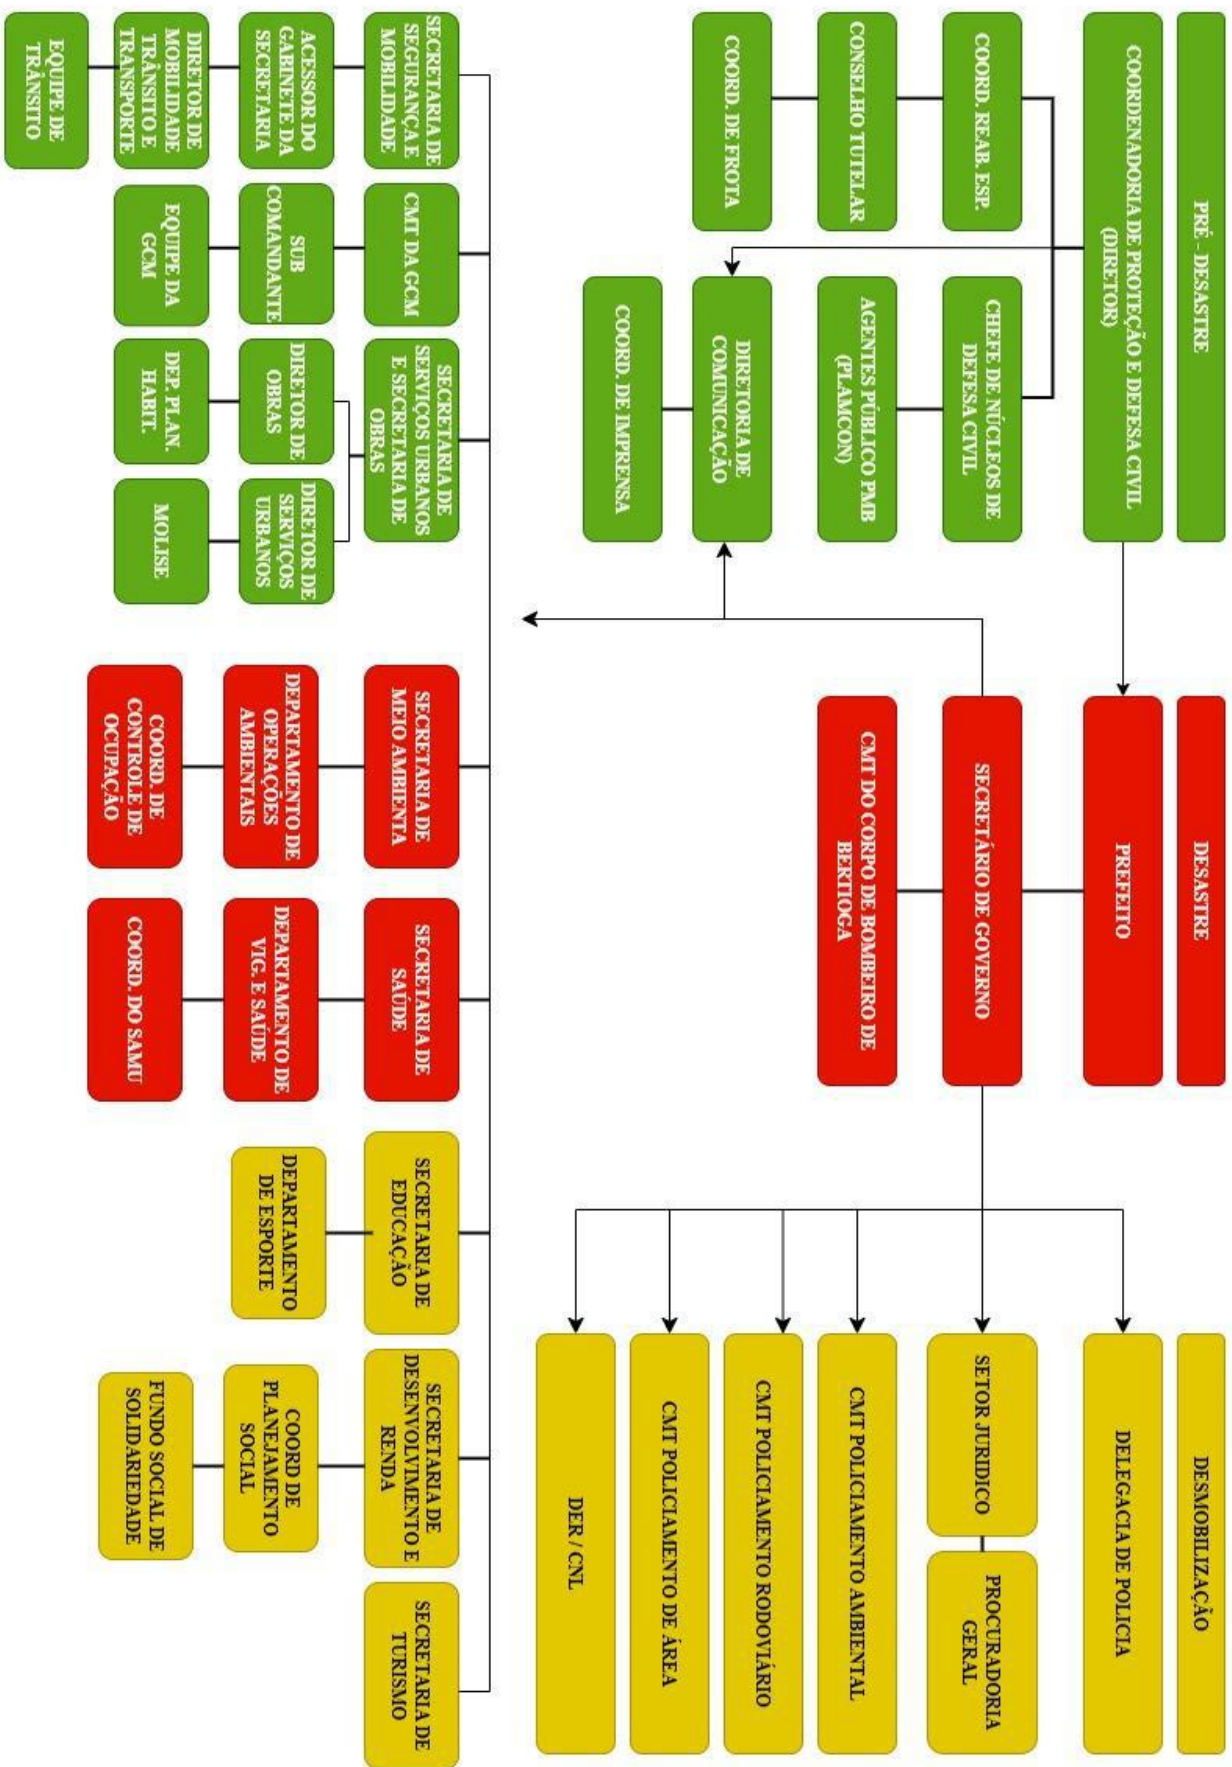 PRÉ – DESASTRE
DESASTRE
DESMOBILIZAÇÃO
COORDENADORIA DE PROTEÇÃO E DEFESA CIVIL
(DIRETOR)
PREFEITO
DELEGACIA DE POLICIA
COORD. REAB. ESP.
CHEFE DE NÚCLEOS DE
DEFESA CIVIL
SECRETÁRIO DE GOVERNO
SETOR JURIDICO
PROCURADORIA
GERAL
CONSELHO TUTELAR
AGENTES PÚBLICO PMB
(PLAMCON)
CMT DO CORPO DE BOMBEIRO DE
BERTIOGA
CMT POLICIAMENTO AMBIENTAL
COORD. DE FROTA
DIRETORIA DE
COMUNICAÇÃO
CMT POLICIAMENTO RODOVIÁRIO
COORD. DE IMPRENSA
CMT POLICIAMENTO DE ÁREA
DER / CNL
SECRETARIA DE
SEGURANÇA E
MOBILIDADE
CMT DA GCM
SECRETARIA DE
SERVIÇOS URBANOS
E SECRETARIA DE
OBRAS
SECRETARIA DE
MEIO AMBIENTA
SECRETARIA DE
SAÚDE
SECRETARIA DE
EDUCAÇÃO
SECRETARIA DE
DESENVOLVIMENTO E
RENDA
SECRETARIA DE
TURISMO
ACESSOR DO
GABINETE DA
SECRETÁRIA
SUB
COMANDANTE
DIRETOR DE
OBRAS
DIRETOR DE
SERVIÇOS
URBANOS
DEPARTAMENTO DE
OPERAÇÕES
AMBIENTAIS
DEPARTAMENTO DE
VIG. E SAÚDE
DEPARTAMENTO
DE ESPORTE
COORD DE
PLANEJAMENTO
SOCIAL
DIRETOR DE
MOBILIDADE
TRÂNSITO E
TRANSPORTE
EQUIPE DA
GCM
DEP. PLAN.
HABIT.
MOLISE
COORD. DE
CONTROLE DE
OCUPAÇÃO
COORD. DO SAMU
FUNDO SOCIAL DE
SOLIDARIEDADE
EQUIPE DE
TRÂNSITO